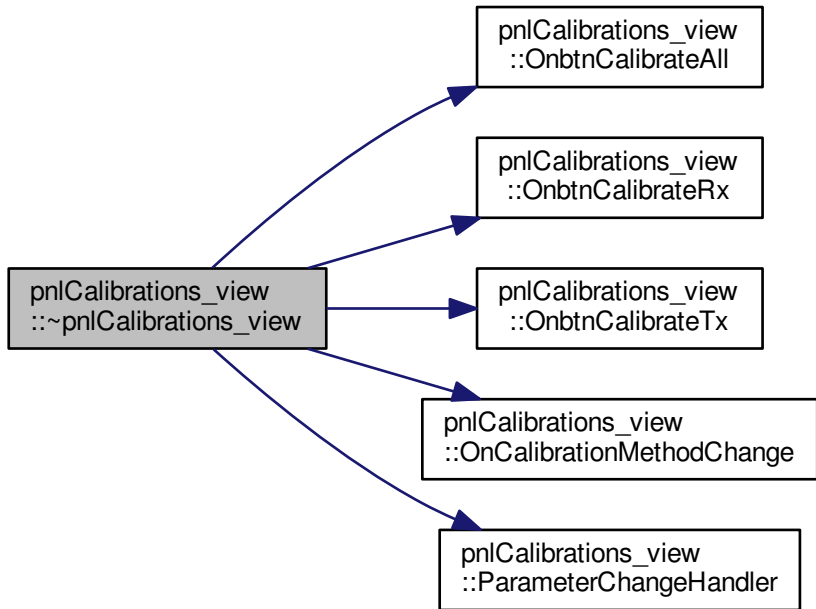 pnlCalibrations_view
::OnbtnCalibrateAll
pnlCalibrations_view
::OnbtnCalibrateRx
pnlCalibrations_view
::~pnlCalibrations_view
pnlCalibrations_view
::OnbtnCalibrateTx
pnlCalibrations_view
::OnCalibrationMethodChange
pnlCalibrations_view
::ParameterChangeHandler